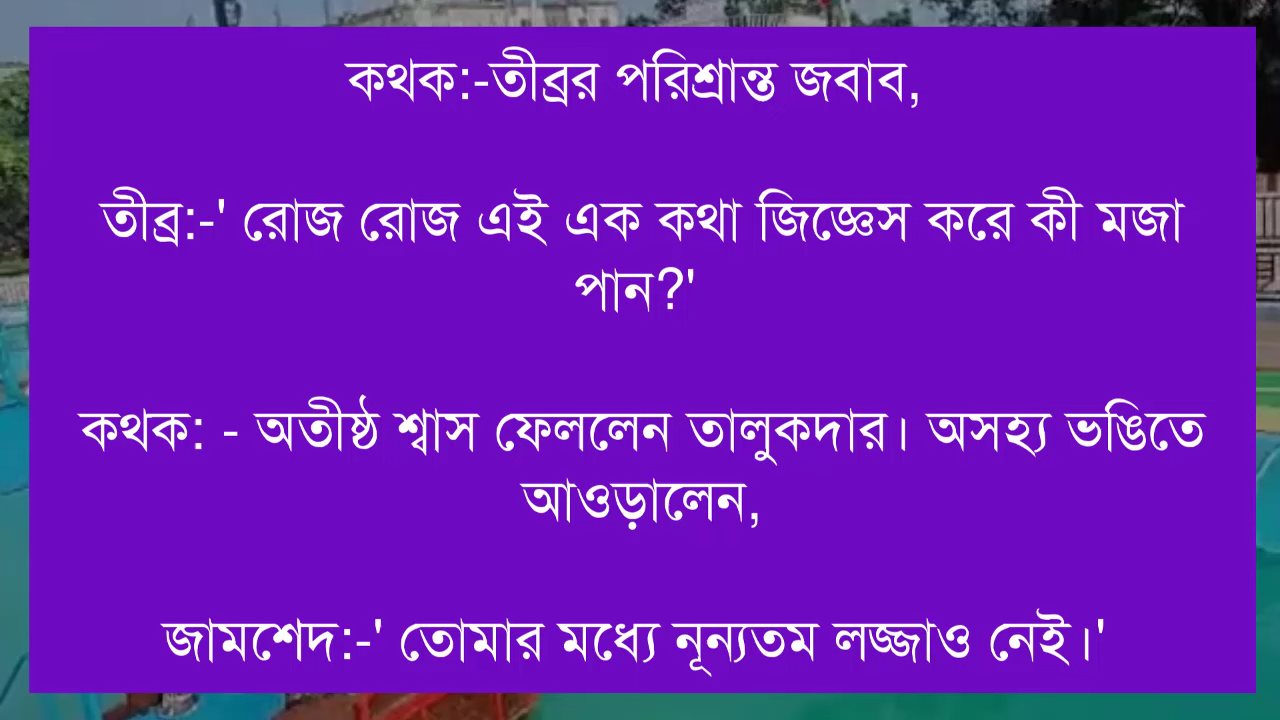 কথক:-তীব্রর পরিশ্রান্ত জবাব,
তীব্র:-' রোজ রোজ এই এক কথা জিজ্ঞেস করে কী মজা
পান?'
কথক: - অতীষ্ঠ শ্বাস ফেললেন তালুকদার। অসহ্য ভঙিতে
আওড়ালেন,
জামশেদ:-' তোমার মধ্যে নূন্যতম লজ্জাও নেই।'